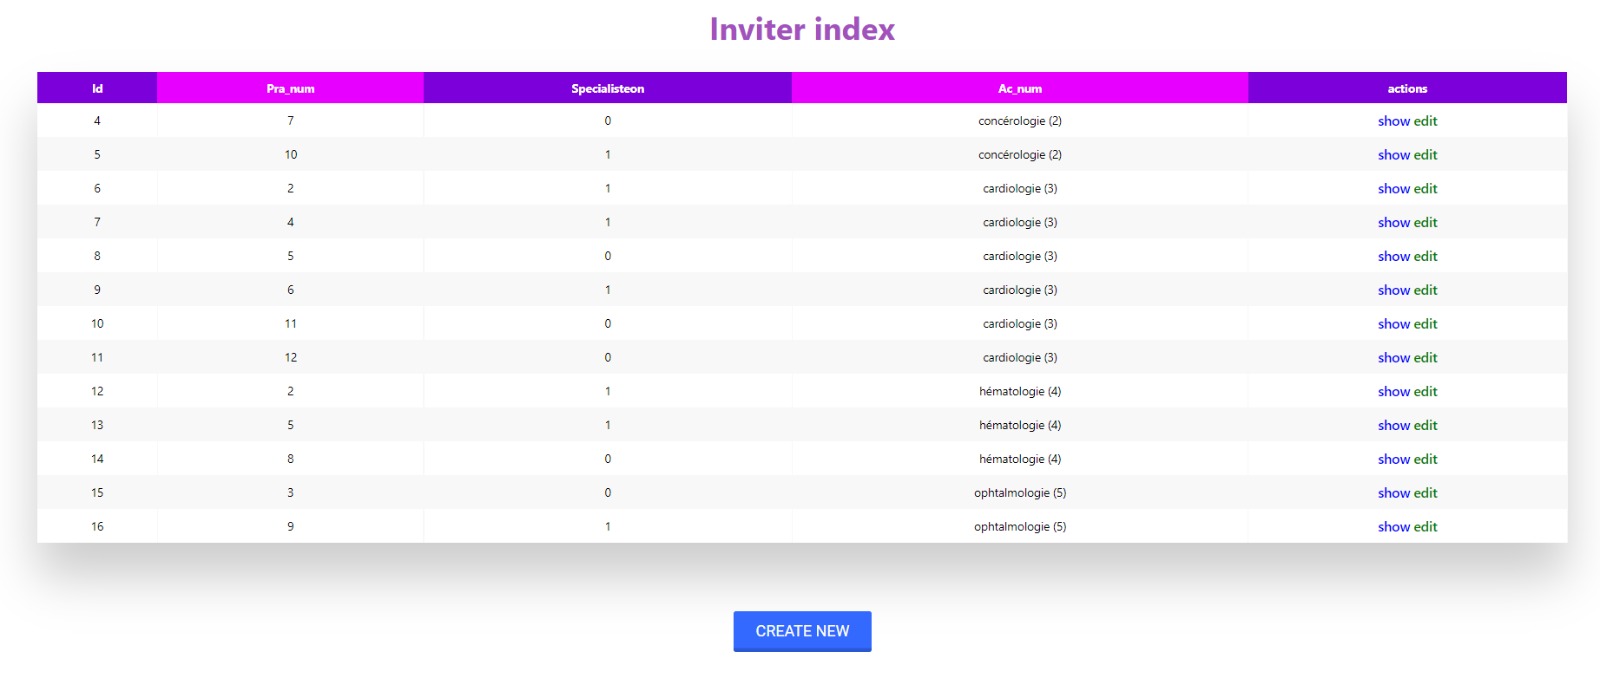 Inviter index
Id Pra_num Specialisteon Ac_num actions
4 7 0 concérologie (2) show edit
5 10 1 concérologie (2) show edit
6 2 1 cardiologie (3) show edit
7 4 1 cardiologie (3) show edit
8 5 0 cardiologie (3) show edit
9 6 1 cardiologie (3) show edit
10 11 0 cardiologie (3) show edit
11 12 0 cardiologie (3) show edit
12 2 1 hématologie (4) show edit
13 5 1 hématologie (4) show edit
14 8 0 hématologie (4) show edit
15 3 0 ophtalmologie (5) show edit
16 9 1 ophtalmologie (5) show edit
CREATE NEW